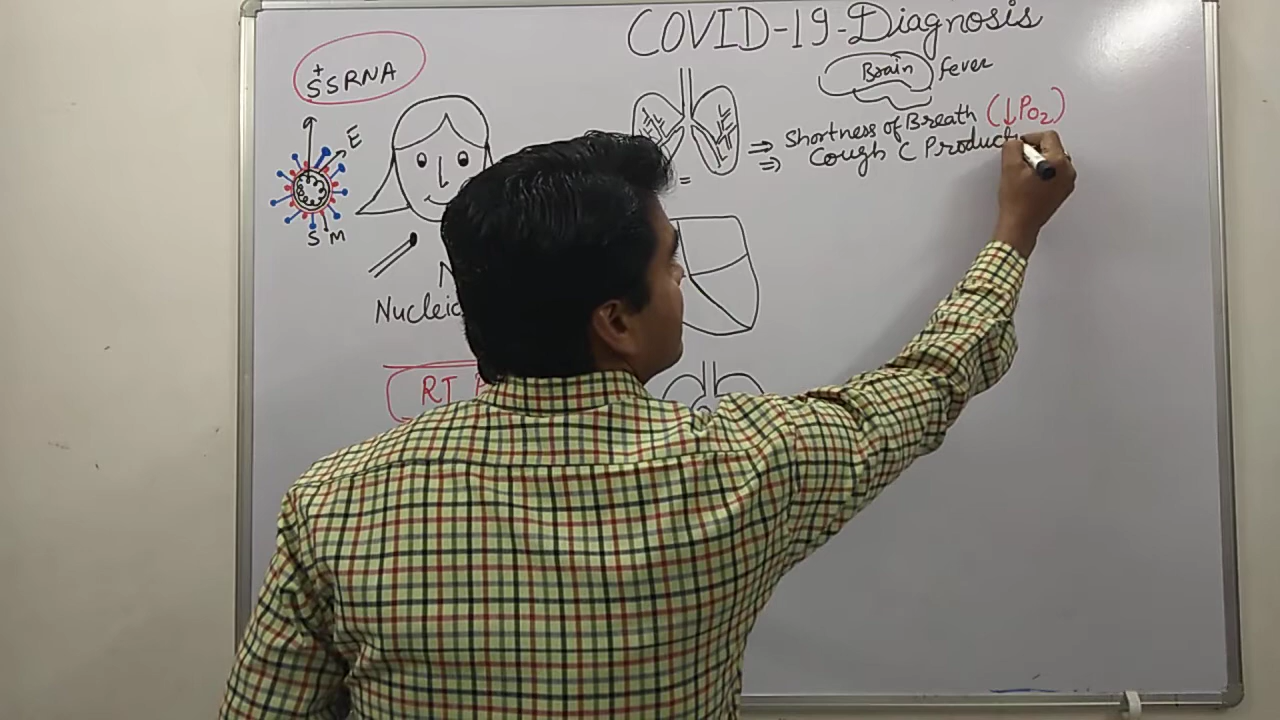 COVID-19-Diagnosis
+
SSRNA
Brain fever
E
⇒ Shortness of Breath (↓PO2)
⇒ Cough ( Product
=
S M
Nucleic
RT P